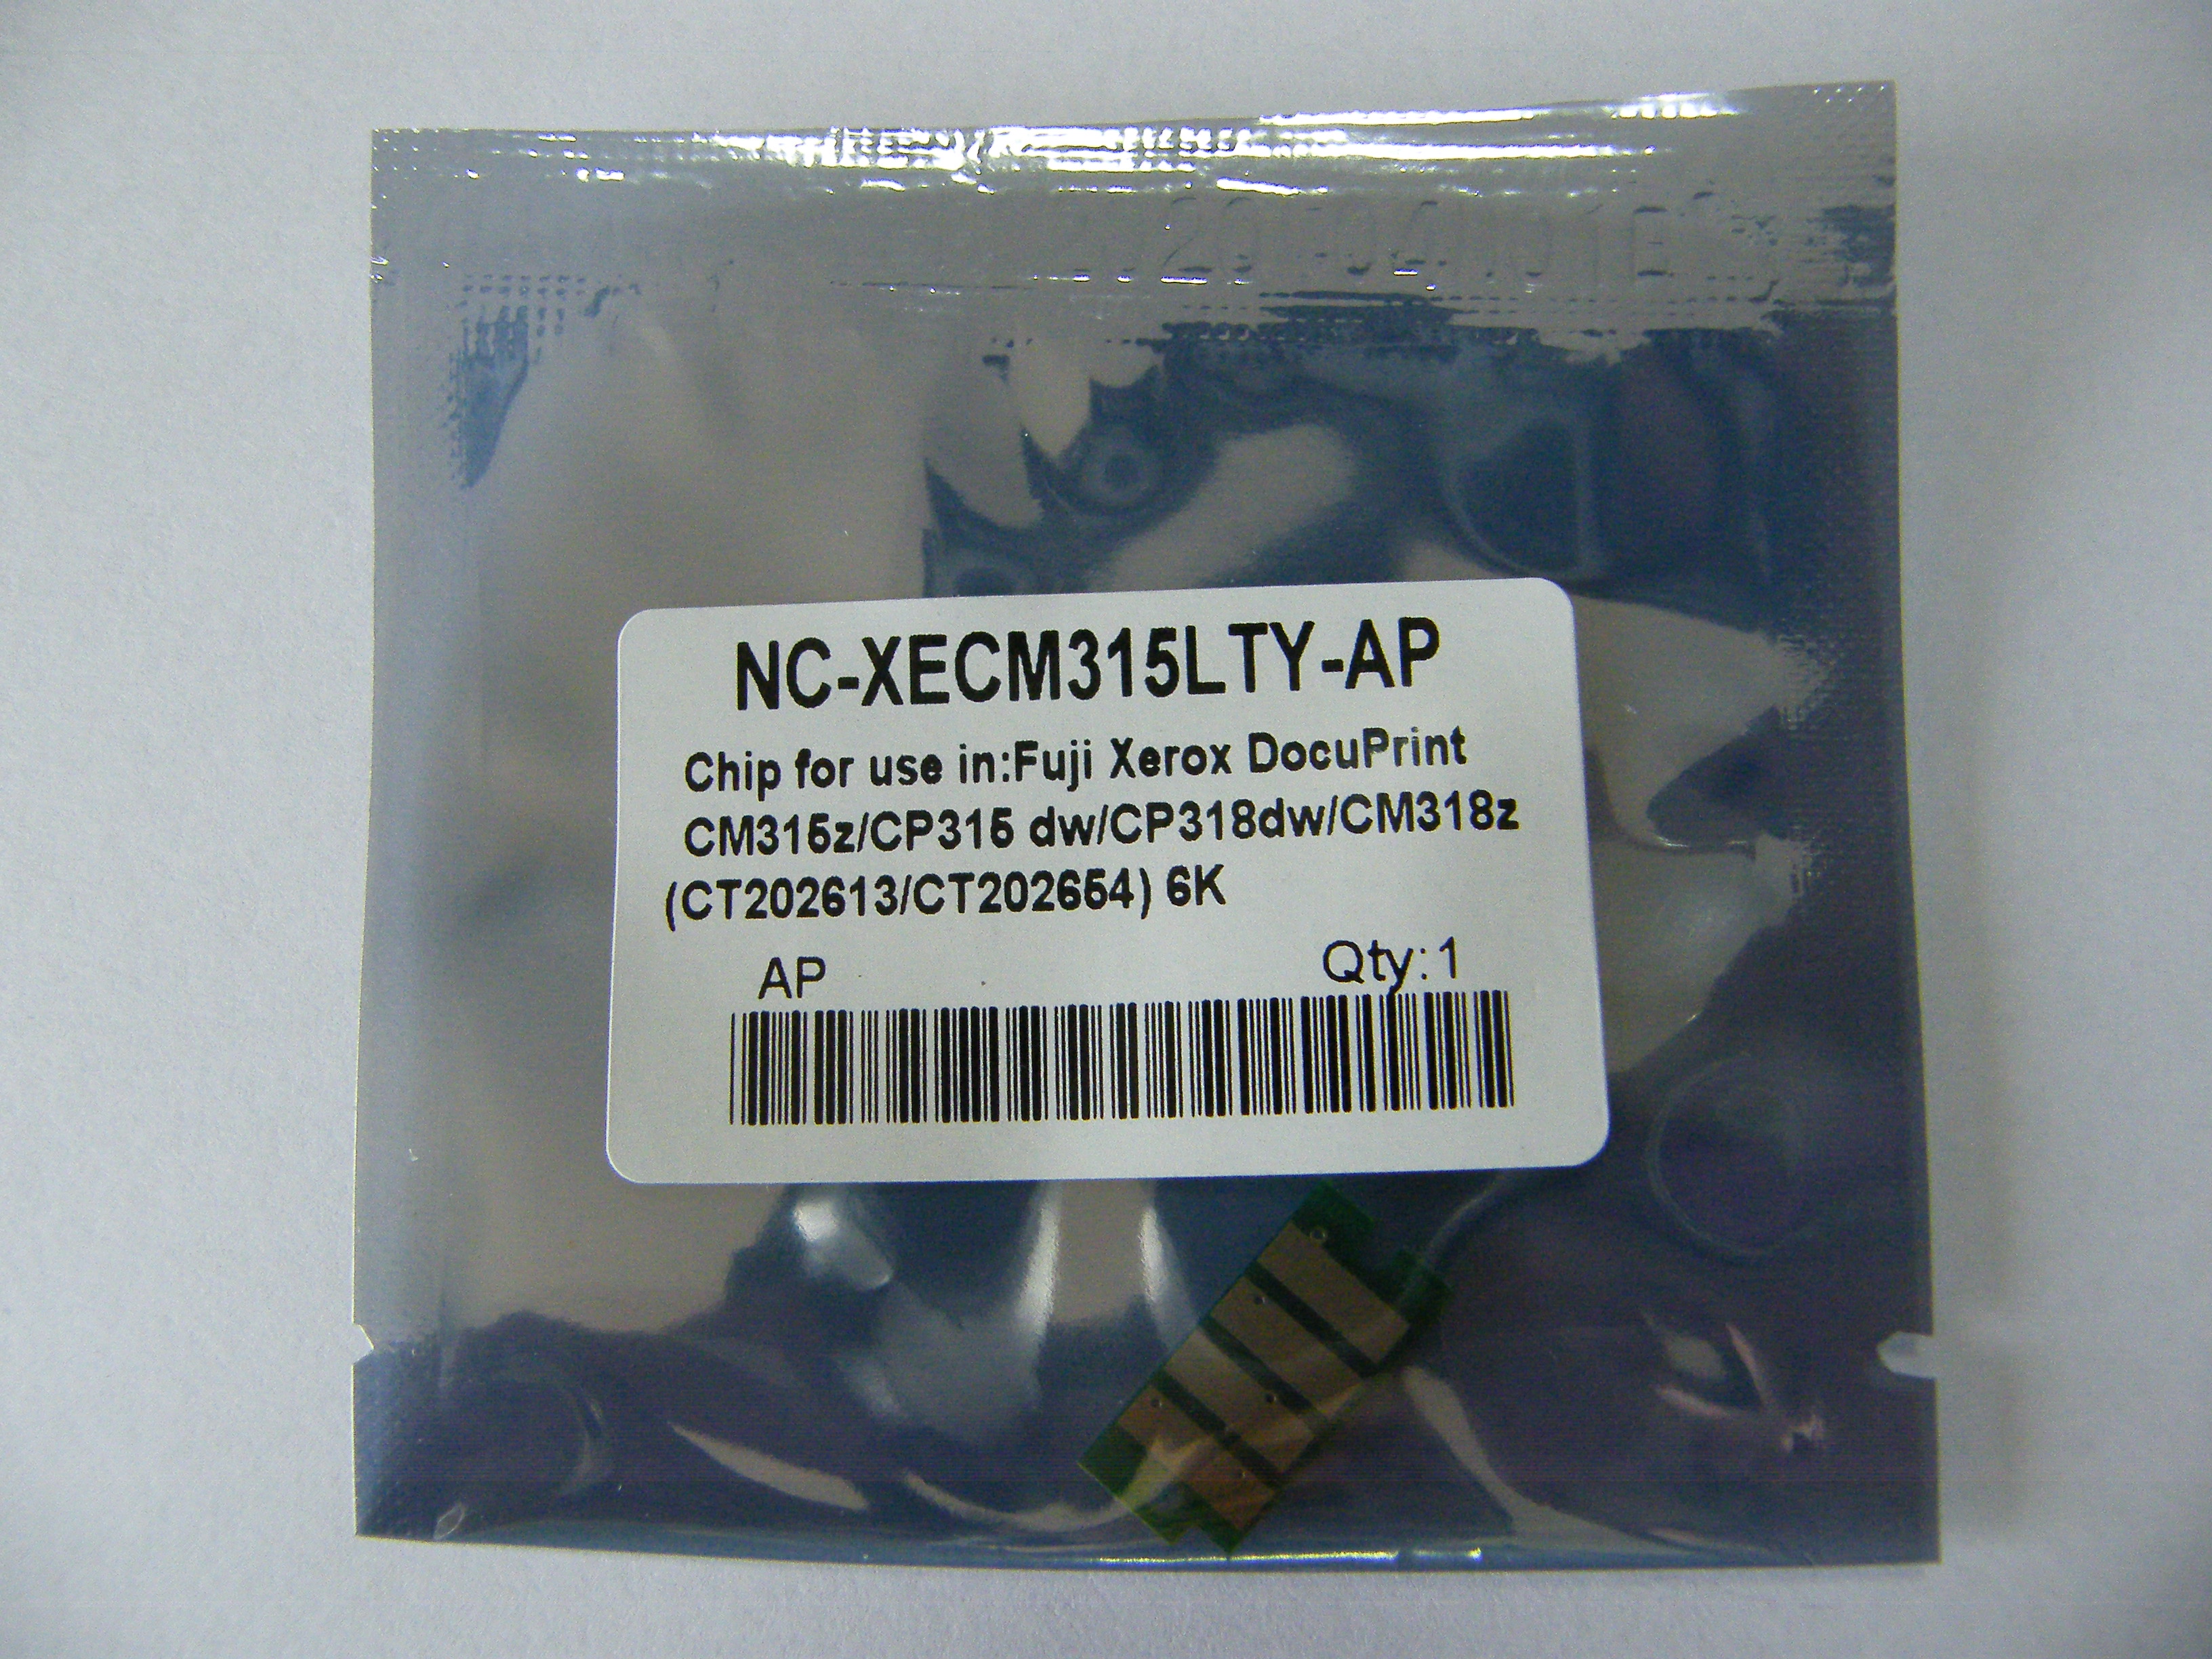 NC-XECM315LTY-AP
Chip for use in:Fuji Xerox DocuPrint
CM315z/CP315 dw/CP318dw/CM318z
(CT202613/CT202654) 6K
AP Qty:1